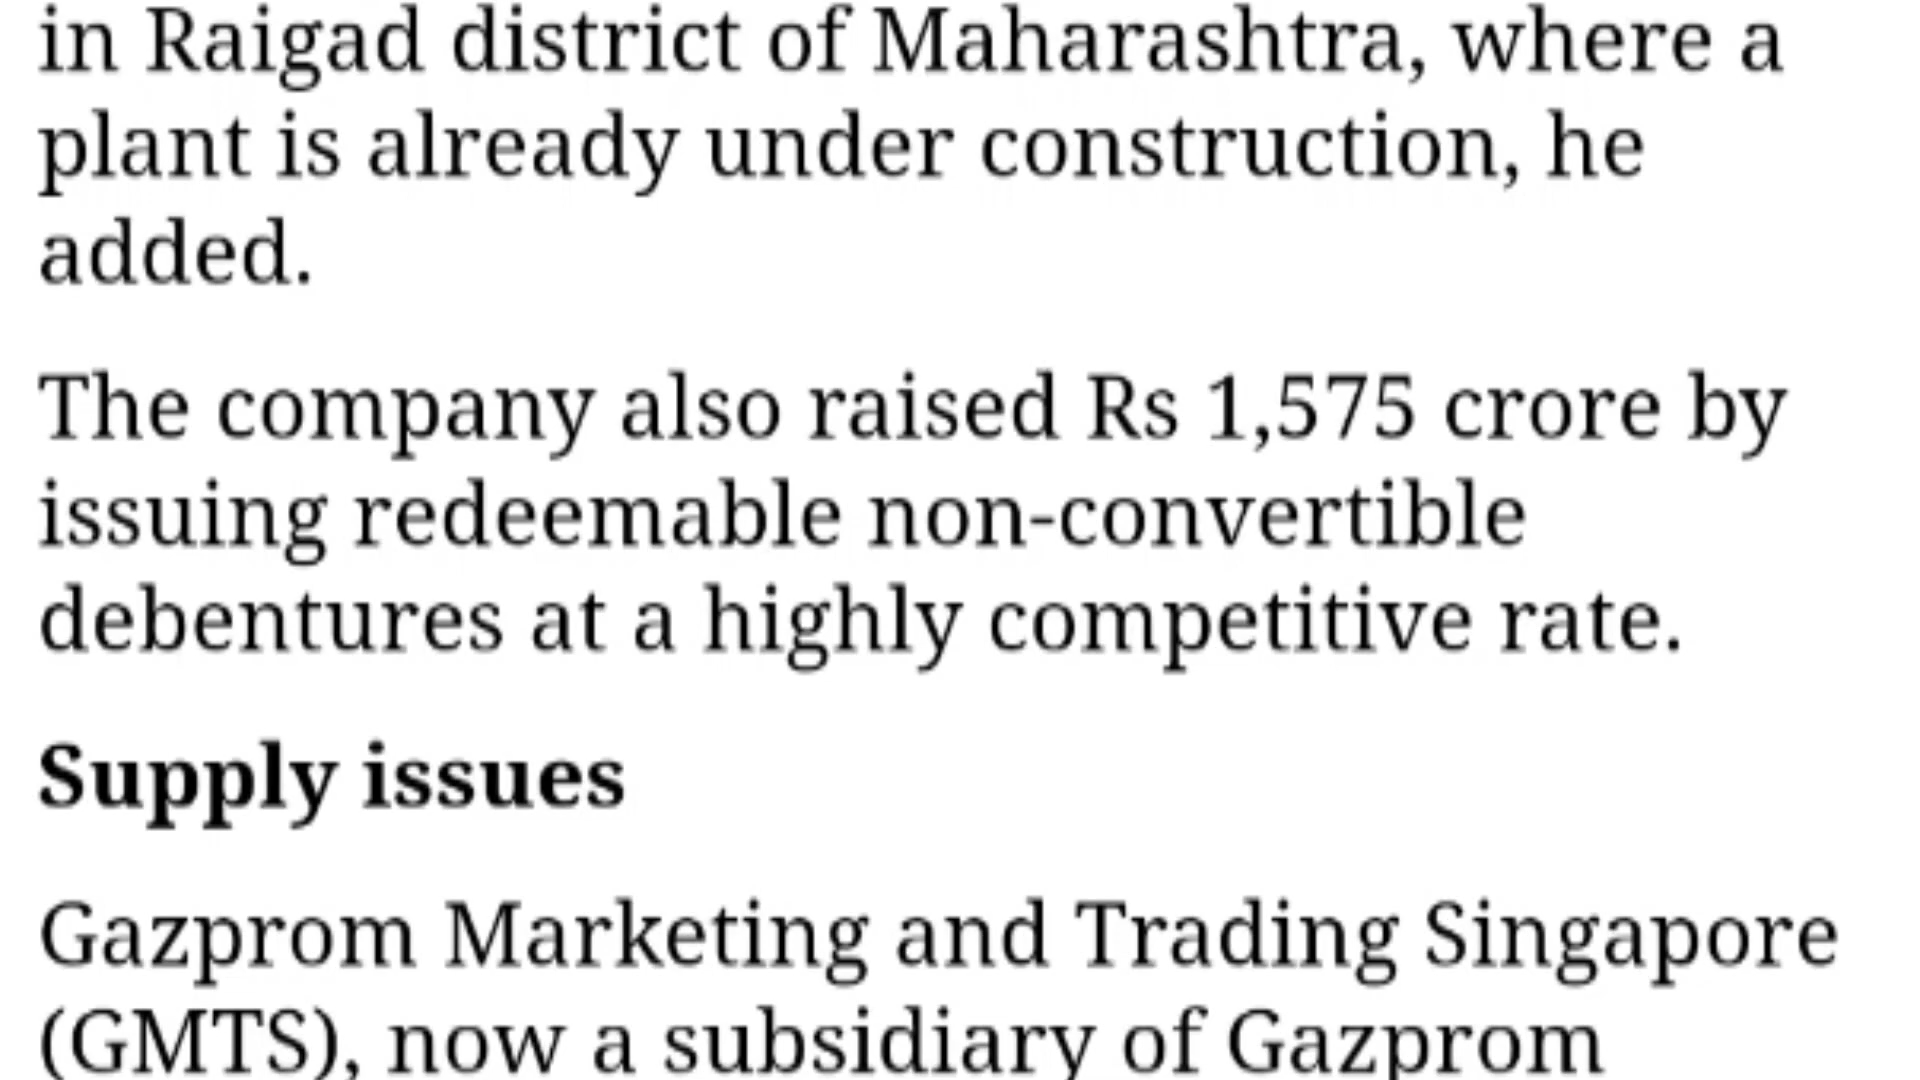 in Raigad district of Maharashtra, where a
plant is already under construction, he
added.
The company also raised Rs 1,575 crore by
issuing redeemable non-convertible
debentures at a highly competitive rate.
Supply issues
Gazprom Marketing and Trading Singapore
(GMTS), now a subsidiary of Gazprom